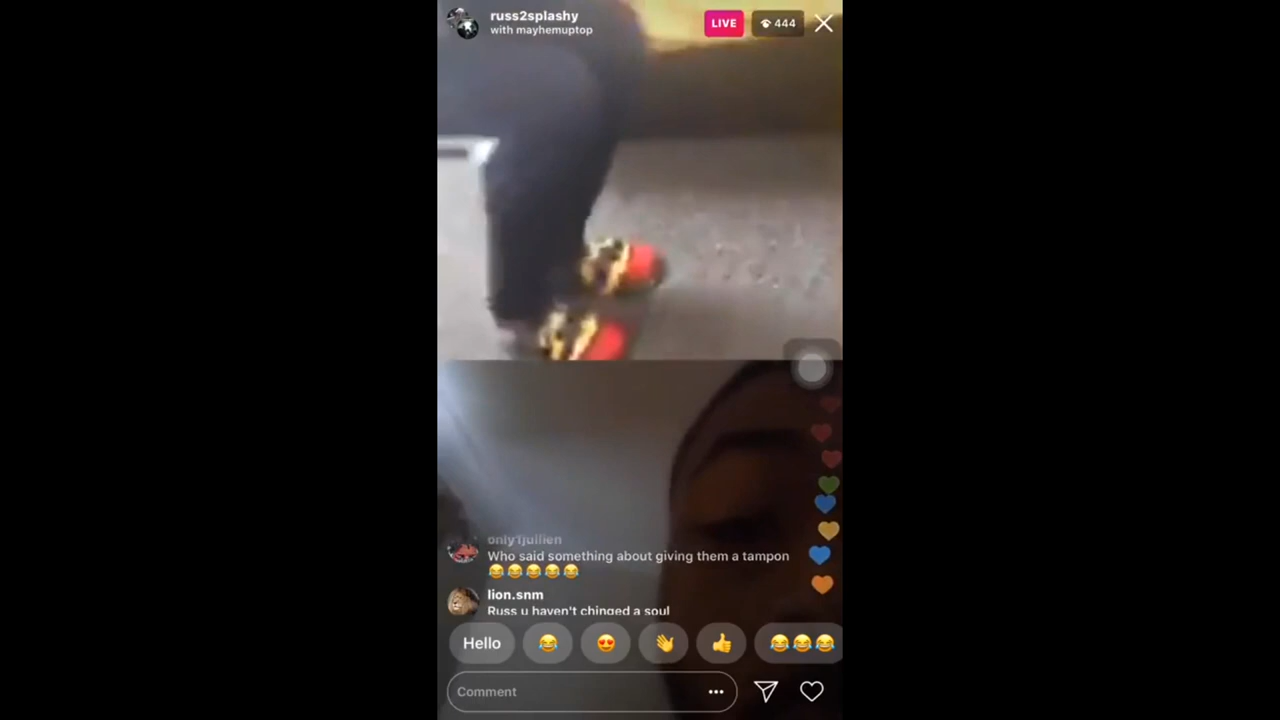 russ2splashy
with mayhemuptop
LIVE
444
only1jullien
Who said something about giving them a tampon
😂😂😂😂😂
lion.snm
Russ u haven't chinged a soul
Hello 😂 😍 👋 👍 😂😂😂
Comment